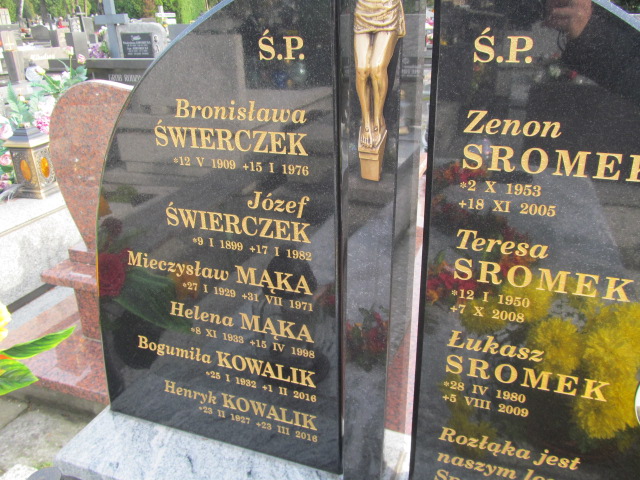 Ś.P.
Bronisława
ŚWIERCZEK
*12 V 1909 +15 I 1976
Józef
ŚWIERCZEK
*9 I 1899 +17 I 1982
Mieczysław MĄKA
*27 I 1929 +31 VII 1971
Helena MĄKA
*8 XI 1933 +15 IV 1998
Bogumiła KOWALIK
*25 I 1932 +1 II 2016
Henryk KOWALIK
*23 II 1927 +23 III 2016
Ś.P.
Zenon
SROMEK
*2 X 1953
+18 XI 2005
Teresa
SROMEK
*12 I 1950
+7 X 2008
Łukasz
SROMEK
*28 IV 1980
+5 VIII 2009
Rozłąka jest
naszym